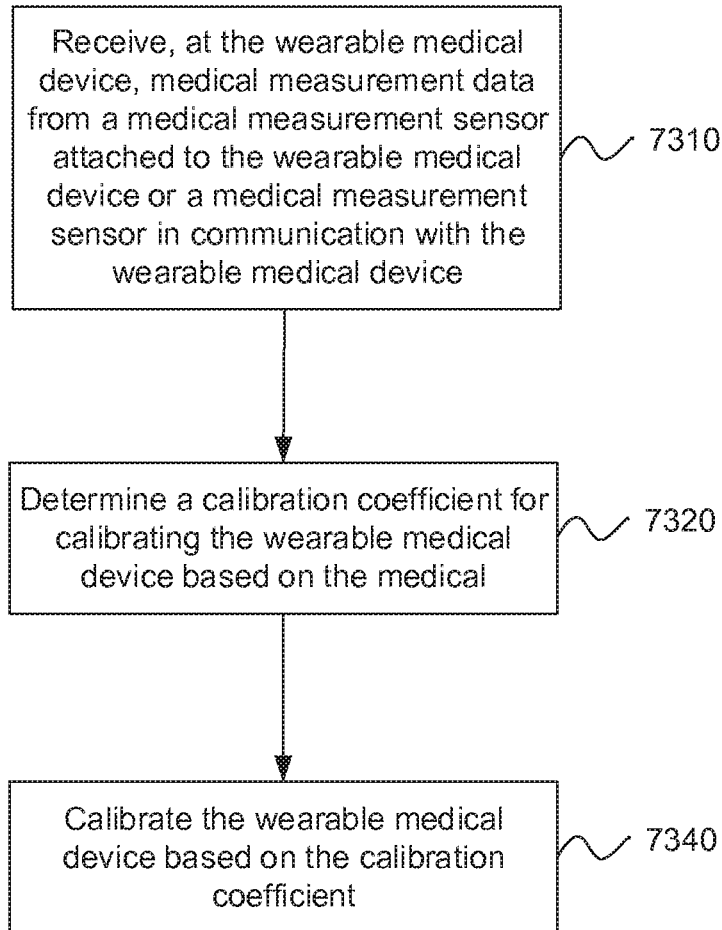 Receive, at the wearable medical
device, medical measurement data
from a medical measurement sensor
attached to the wearable medical
device or a medical measurement
sensor in communication with the
wearable medical device
7310
Determine a calibration coefficient for
calibrating the wearable medical
device based on the medical
7320
Calibrate the wearable medical
device based on the calibration
coefficient
7340